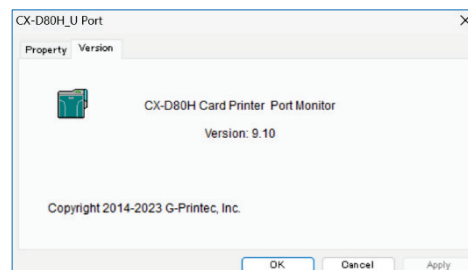 CX-D80H_U Port
Property Version
CX-D80H Card Printer Port Monitor
Version: 9.10
Copyright 2014-2023 G-Printec, Inc.
OK Cancel Apply